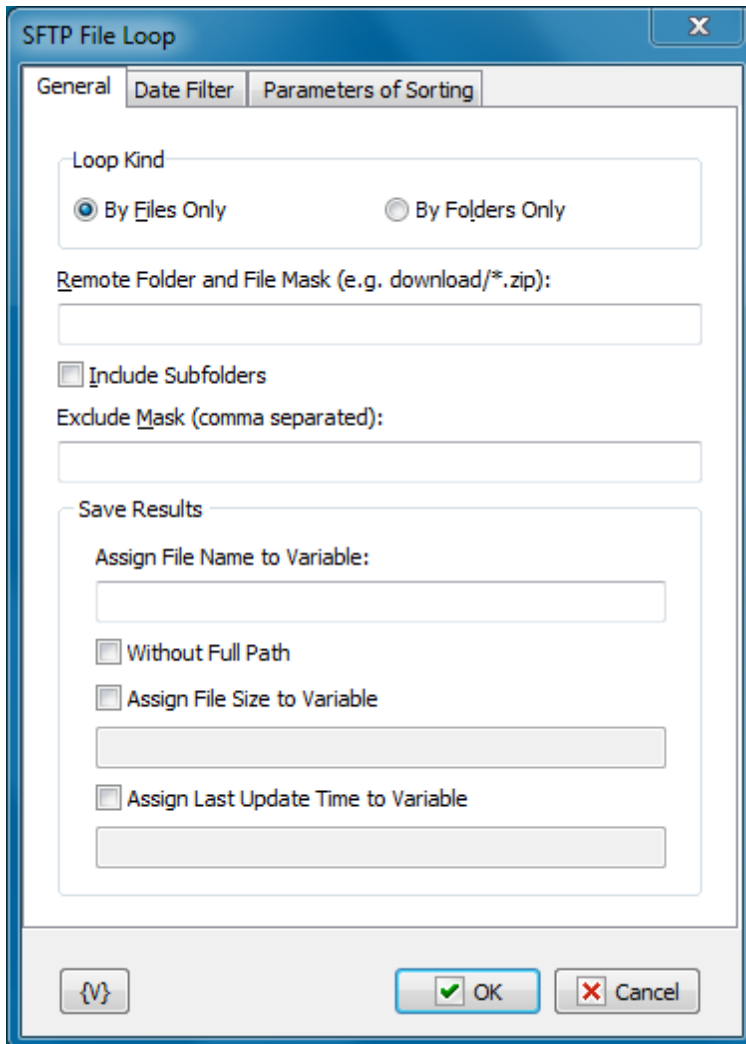 SFTP File Loop
General Date Filter Parameters of Sorting
Loop Kind
By Files Only By Folders Only
Remote Folder and File Mask (e.g. download/*.zip):
Include Subfolders
Exclude Mask (comma separated):
Save Results
Assign File Name to Variable:
Without Full Path
Assign File Size to Variable
Assign Last Update Time to Variable
{V} OK Cancel